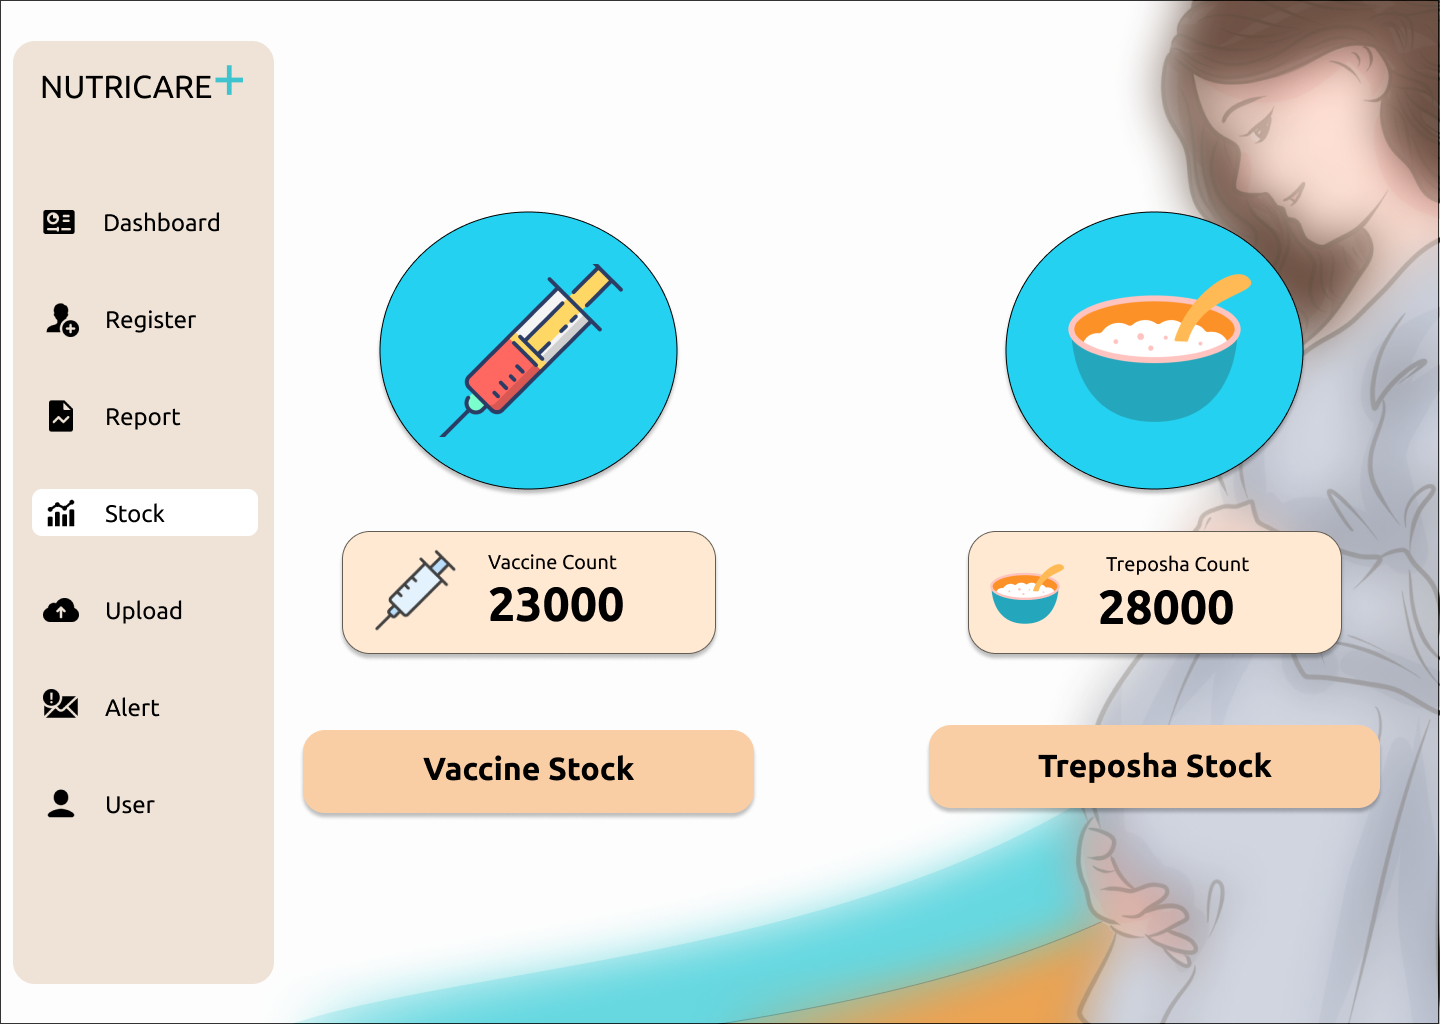 NUTRICARE+
Dashboard
Register
Report
Stock
Upload
Alert
User
Vaccine Count
23000
Vaccine Stock
Treposha Count
28000
Treposha Stock